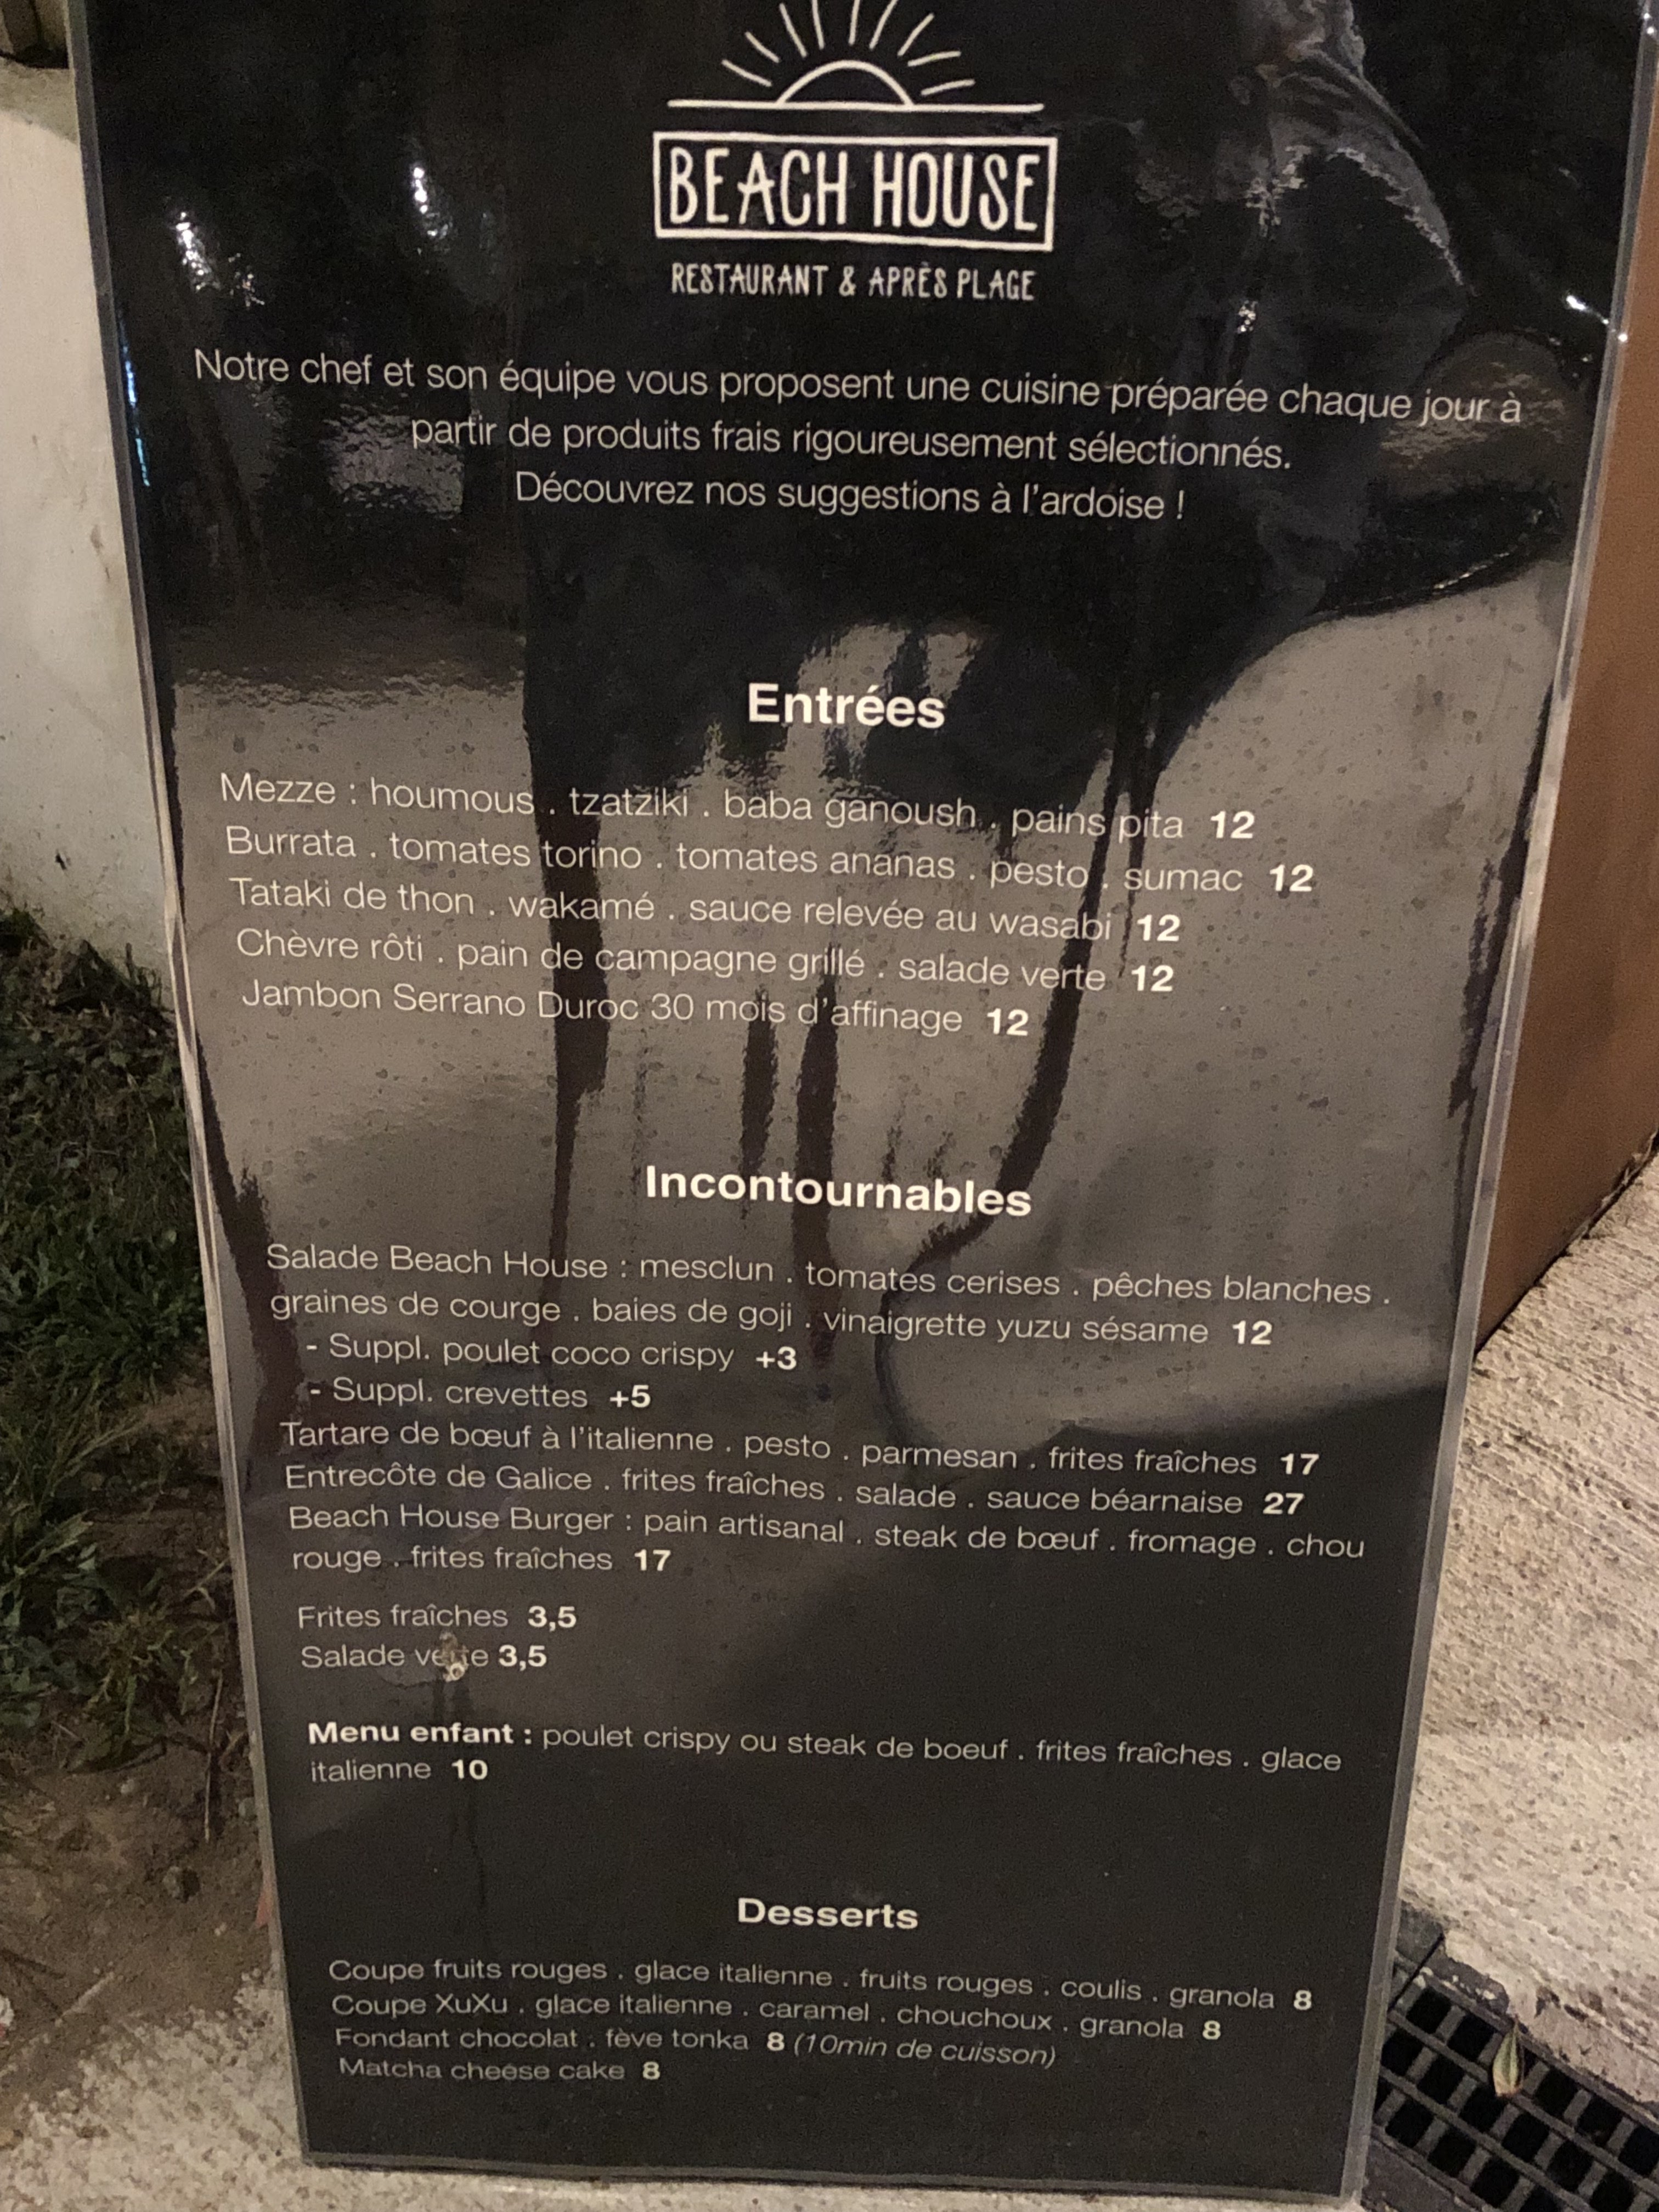 BEACH HOUSE
RESTAURANT & APRÈS PLAGE
Notre chef et son équipe vous proposent une cuisine préparée chaque jour à
partir de produits frais rigoureusement sélectionnés.
Découvrez nos suggestions à l'ardoise !
Entrées
Mezze : houmous . tzatziki . baba ganoush . pains pita 12
Burrata . tomates torino . tomates ananas . pesto . sumac 12
Tataki de thon . wakamé . sauce relevée au wasabi 12
Chèvre rôti . pain de campagne grillé . salade verte 12
Jambon Serrano Duroc 30 mois d'affinage 12
Incontournables
Salade Beach House : mesclun . tomates cerises . pêches blanches .
graines de courge . baies de goji . vinaigrette yuzu sésame 12
- Suppl. poulet coco crispy +3
- Suppl. crevettes +5
Tartare de bœuf à l'italienne . pesto . parmesan . frites fraîches 17
Entrecôte de Galice . frites fraîches . salade . sauce béarnaise 27
Beach House Burger : pain artisanal . steak de bœuf . fromage . chou
rouge . frites fraîches 17
Frites fraîches 3,5
Salade verte 3,5
Menu enfant : poulet crispy ou steak de boeuf . frites fraîches . glace
italienne 10
Desserts
Coupe fruits rouges . glace italienne . fruits rouges . coulis . granola 8
Coupe XuXu . glace italienne . caramel . chouchoux . granola 8
Fondant chocolat . fève tonka 8 (10min de cuisson)
Matcha cheese cake 8